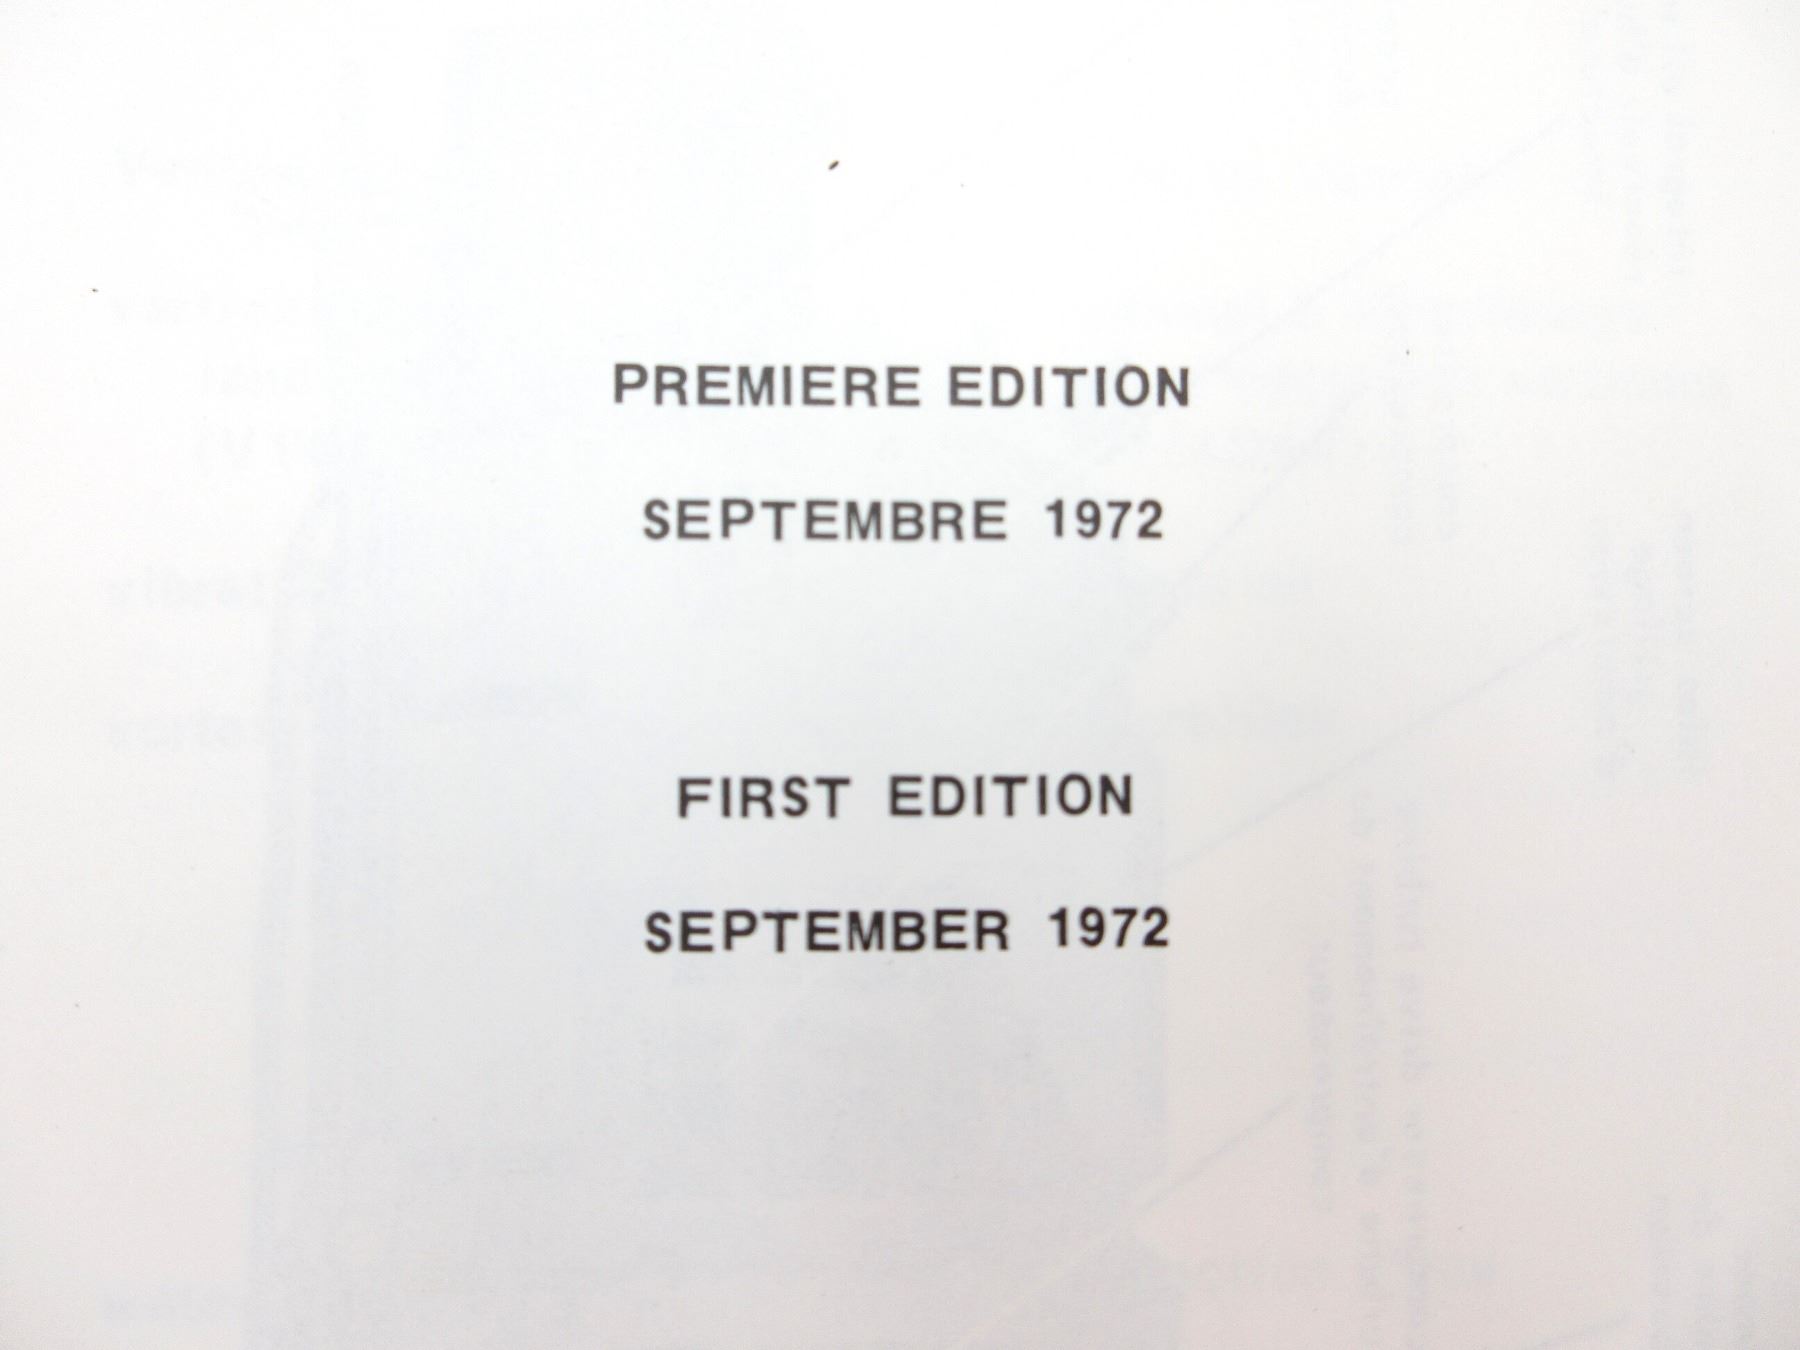 PREMIERE EDITION
SEPTEMBRE 1972
FIRST EDITION
SEPTEMBER 1972